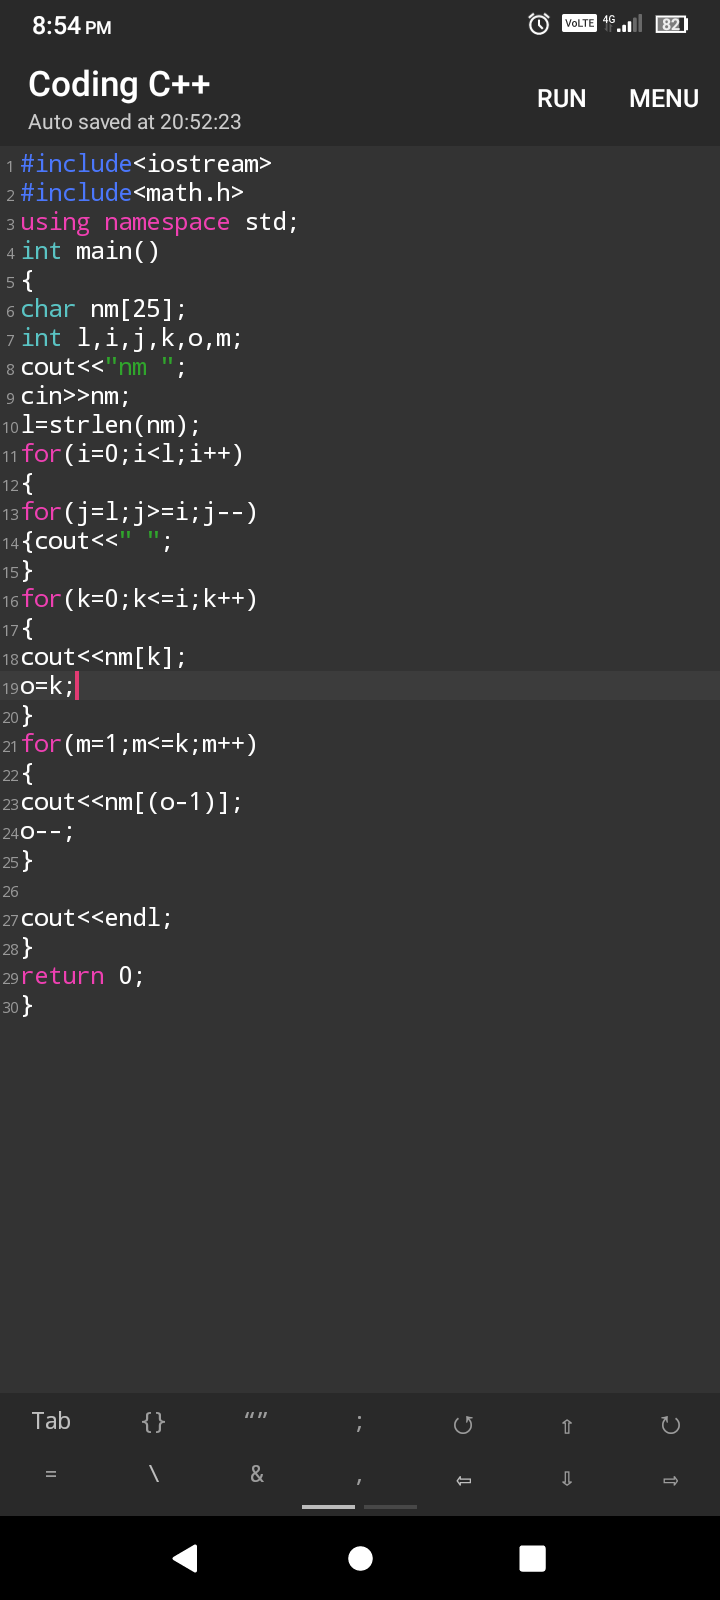 8:54 PM VoLTE 4G 82
Coding C++
RUN MENU
Auto saved at 20:52:23
1 #include<iostream>
2 #include<math.h>
3 using namespace std;
4 int main()
5 {
6 char nm[25];
7 int l,i,j,k,o,m;
8 cout<<"nm ";
9 cin>>nm;
10 l=strlen(nm);
11 for(i=0;i<l;i++)
12 {
13 for(j=l;j>=i;j--)
14 {cout<<" ";
15 }
16 for(k=0;k<=i;k++)
17 {
18 cout<<nm[k];
19 o=k;
20 }
21 for(m=1;m<=k;m++)
22 {
23 cout<<nm[(o-1)];
24 o--;
25 }
26
27 cout<<endl;
28 }
29 return 0;
30 }
Tab {} “” ; ↺ ⇧ ↻
= \ & , ⇦ ⇩ ⇨